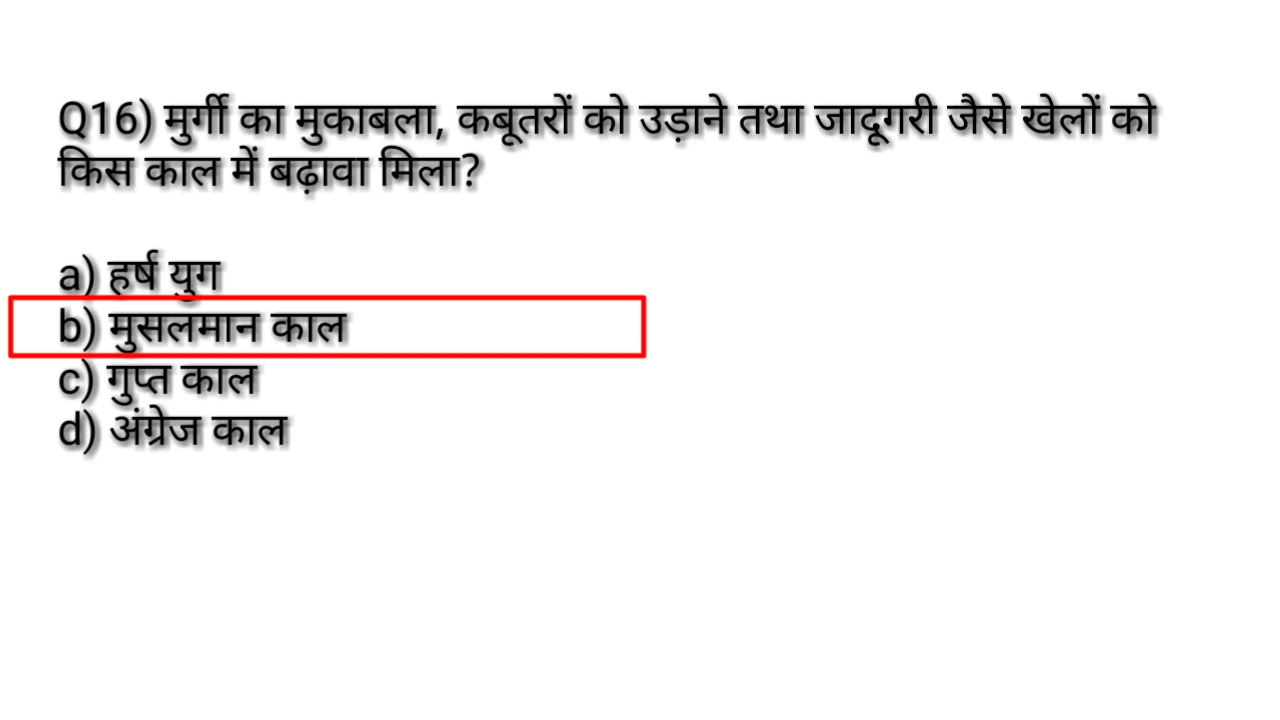 Q16) मुर्गी का मुकाबला, कबूतरों को उड़ाने तथा जादूगरी जैसे खेलों को
किस काल में बढ़ावा मिला?
a) हर्ष युग
b) मुसलमान काल
c) गुप्त काल
d) अंग्रेज काल